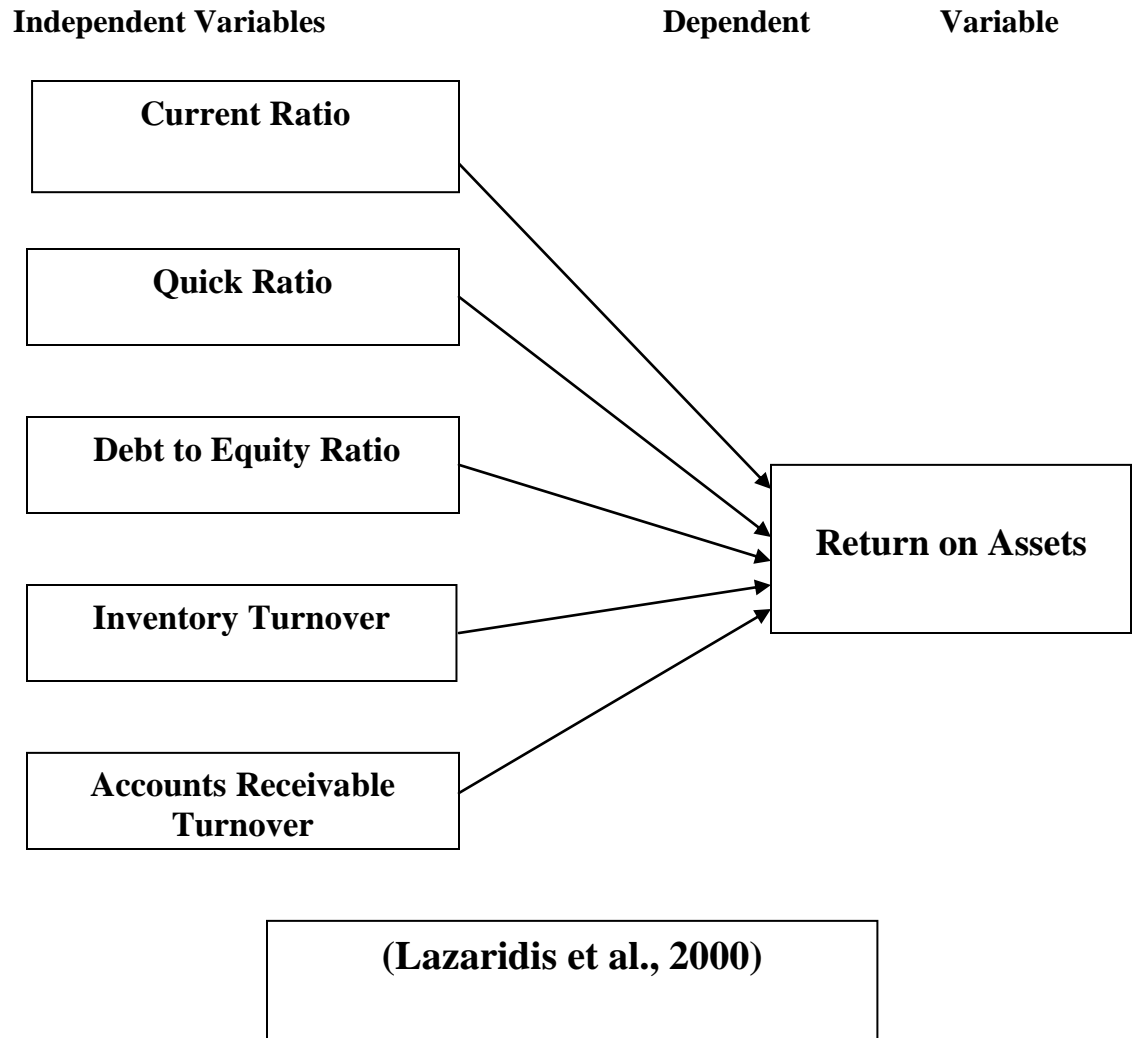 Independent Variables Dependent Variable
Current Ratio
Quick Ratio
Debt to Equity Ratio
Return on Assets
Inventory Turnover
Accounts Receivable
Turnover
(Lazaridis et al., 2000)